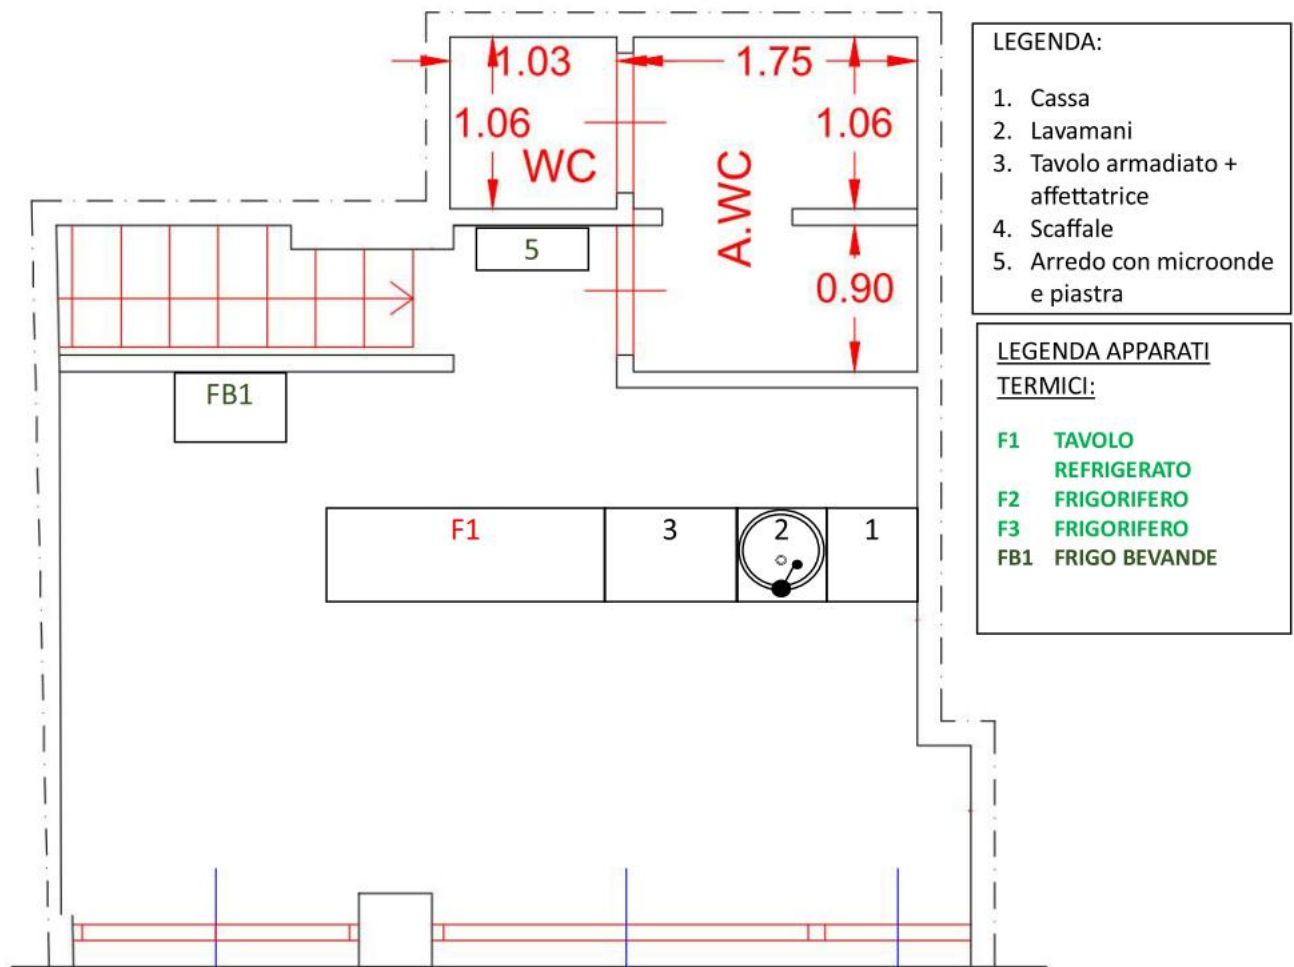 1.03
1.75
1.06
1.06
WC
A.WC
5
0.90
FB1
F1
3
2
1
LEGENDA:
1. Cassa
2. Lavamani
3. Tavolo armadiato +
affettatrice
4. Scaffale
5. Arredo con microonde
e piastra
LEGENDA APPARATI
TERMICI:
F1 TAVOLO
REFRIGERATO
F2 FRIGORIFERO
F3 FRIGORIFERO
FB1 FRIGO BEVANDE